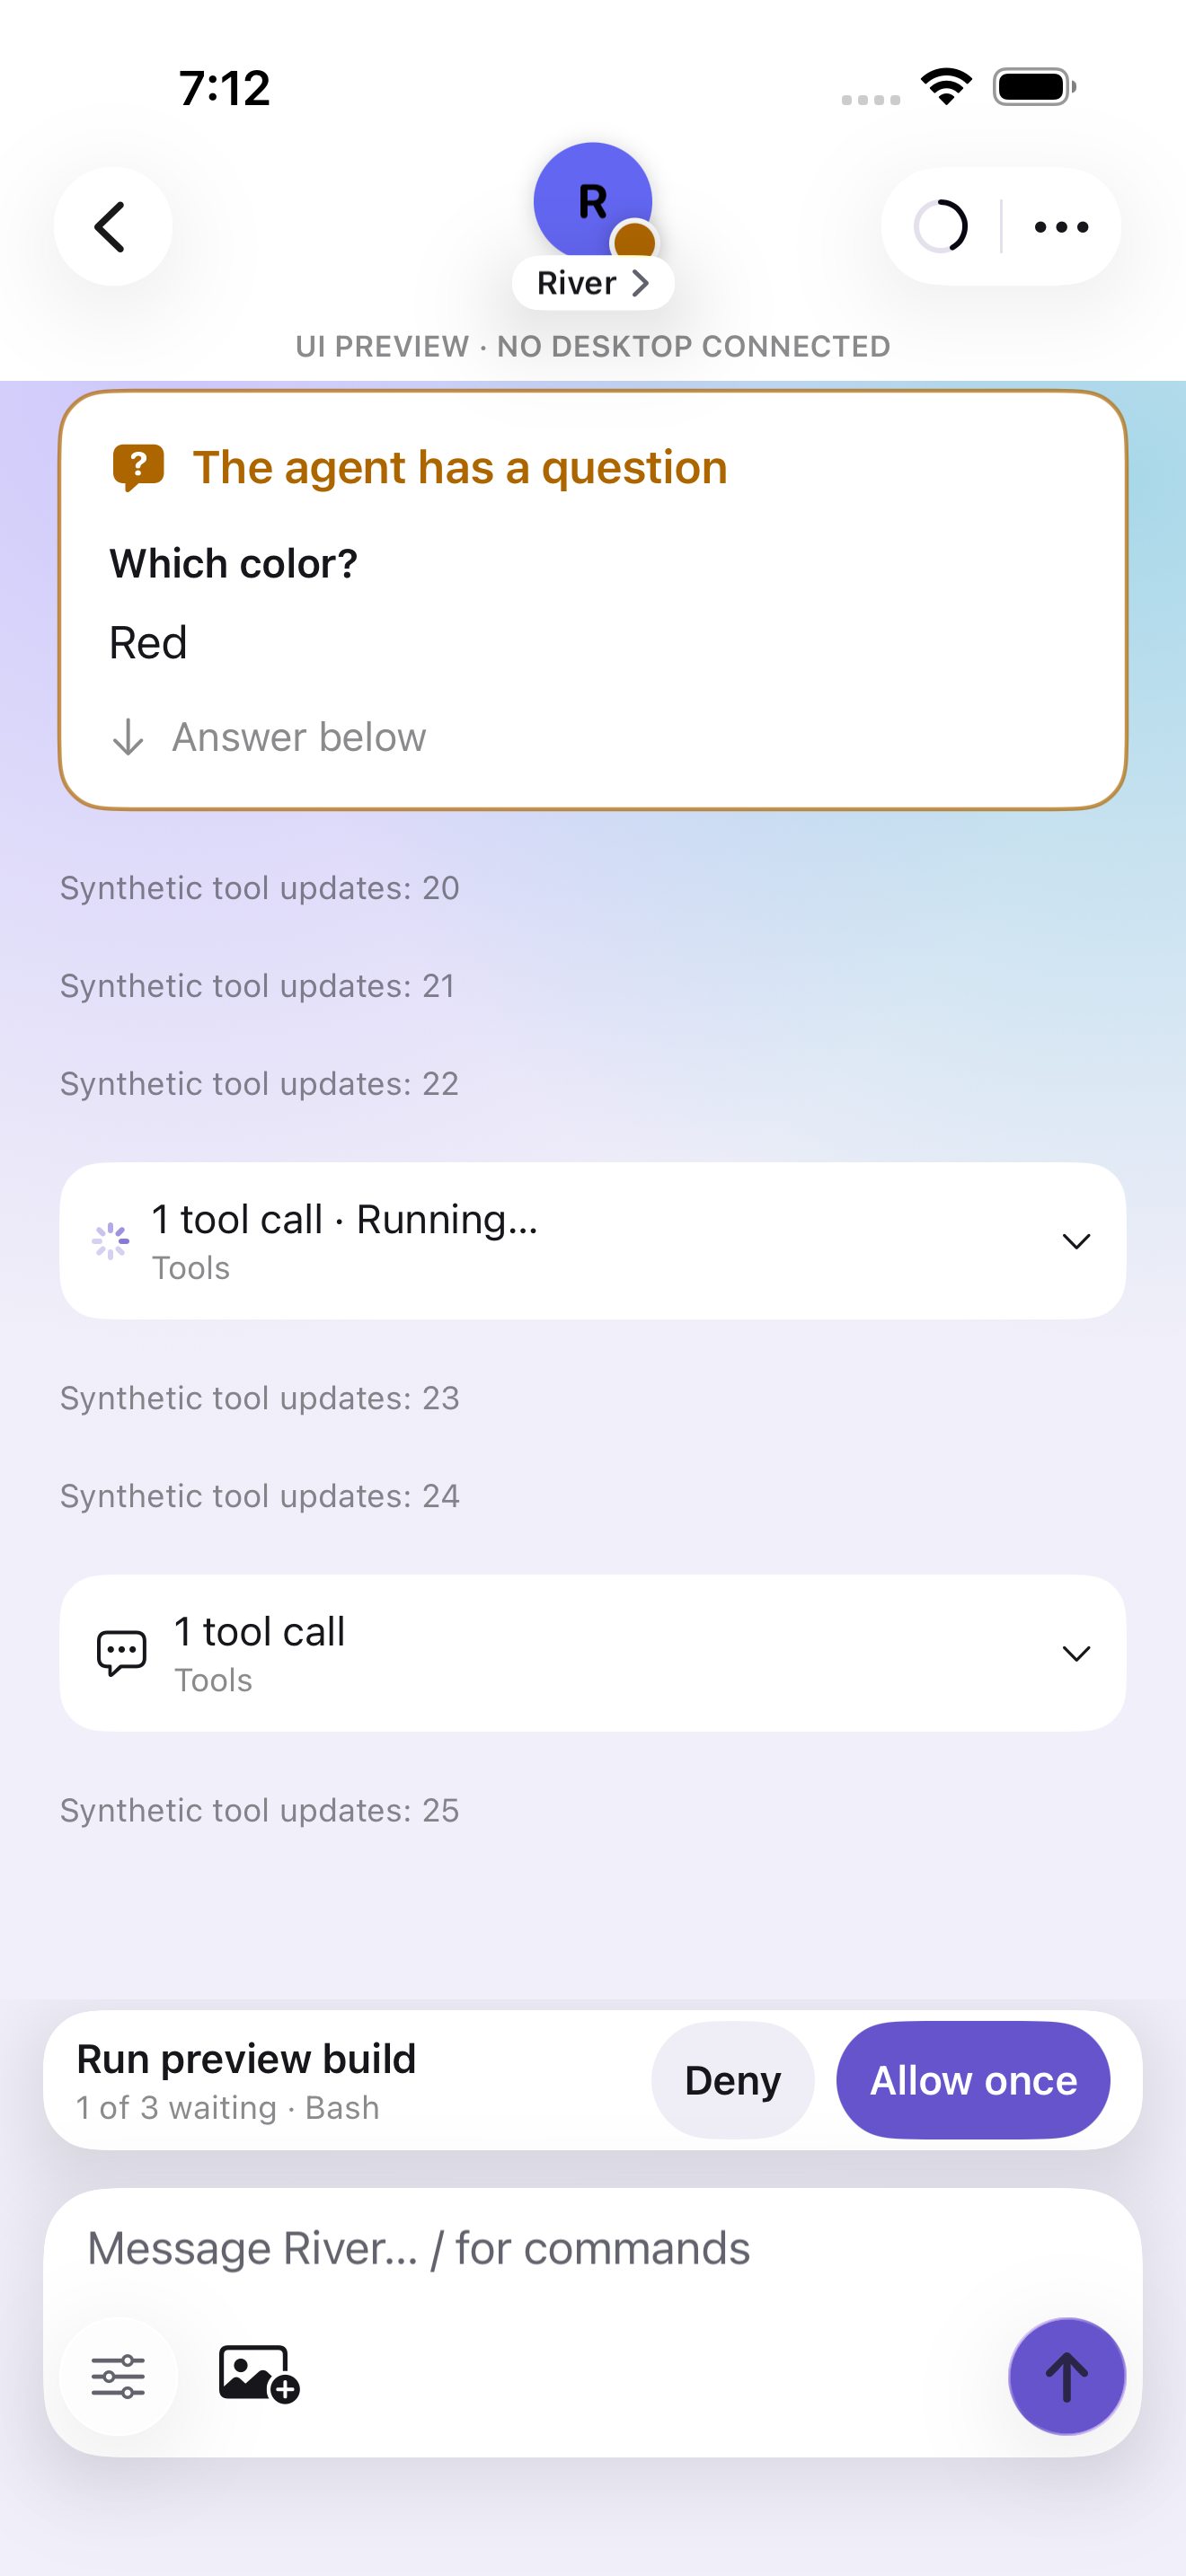 7:12
R
River
UI PREVIEW · NO DESKTOP CONNECTED
The agent has a question
Which color?
Red
Answer below
Synthetic tool updates: 20
Synthetic tool updates: 21
Synthetic tool updates: 22
1 tool call · Running...
Tools
Synthetic tool updates: 23
Synthetic tool updates: 24
1 tool call
Tools
Synthetic tool updates: 25
Run preview build
1 of 3 waiting · Bash
Deny
Allow once
Message River... / for commands